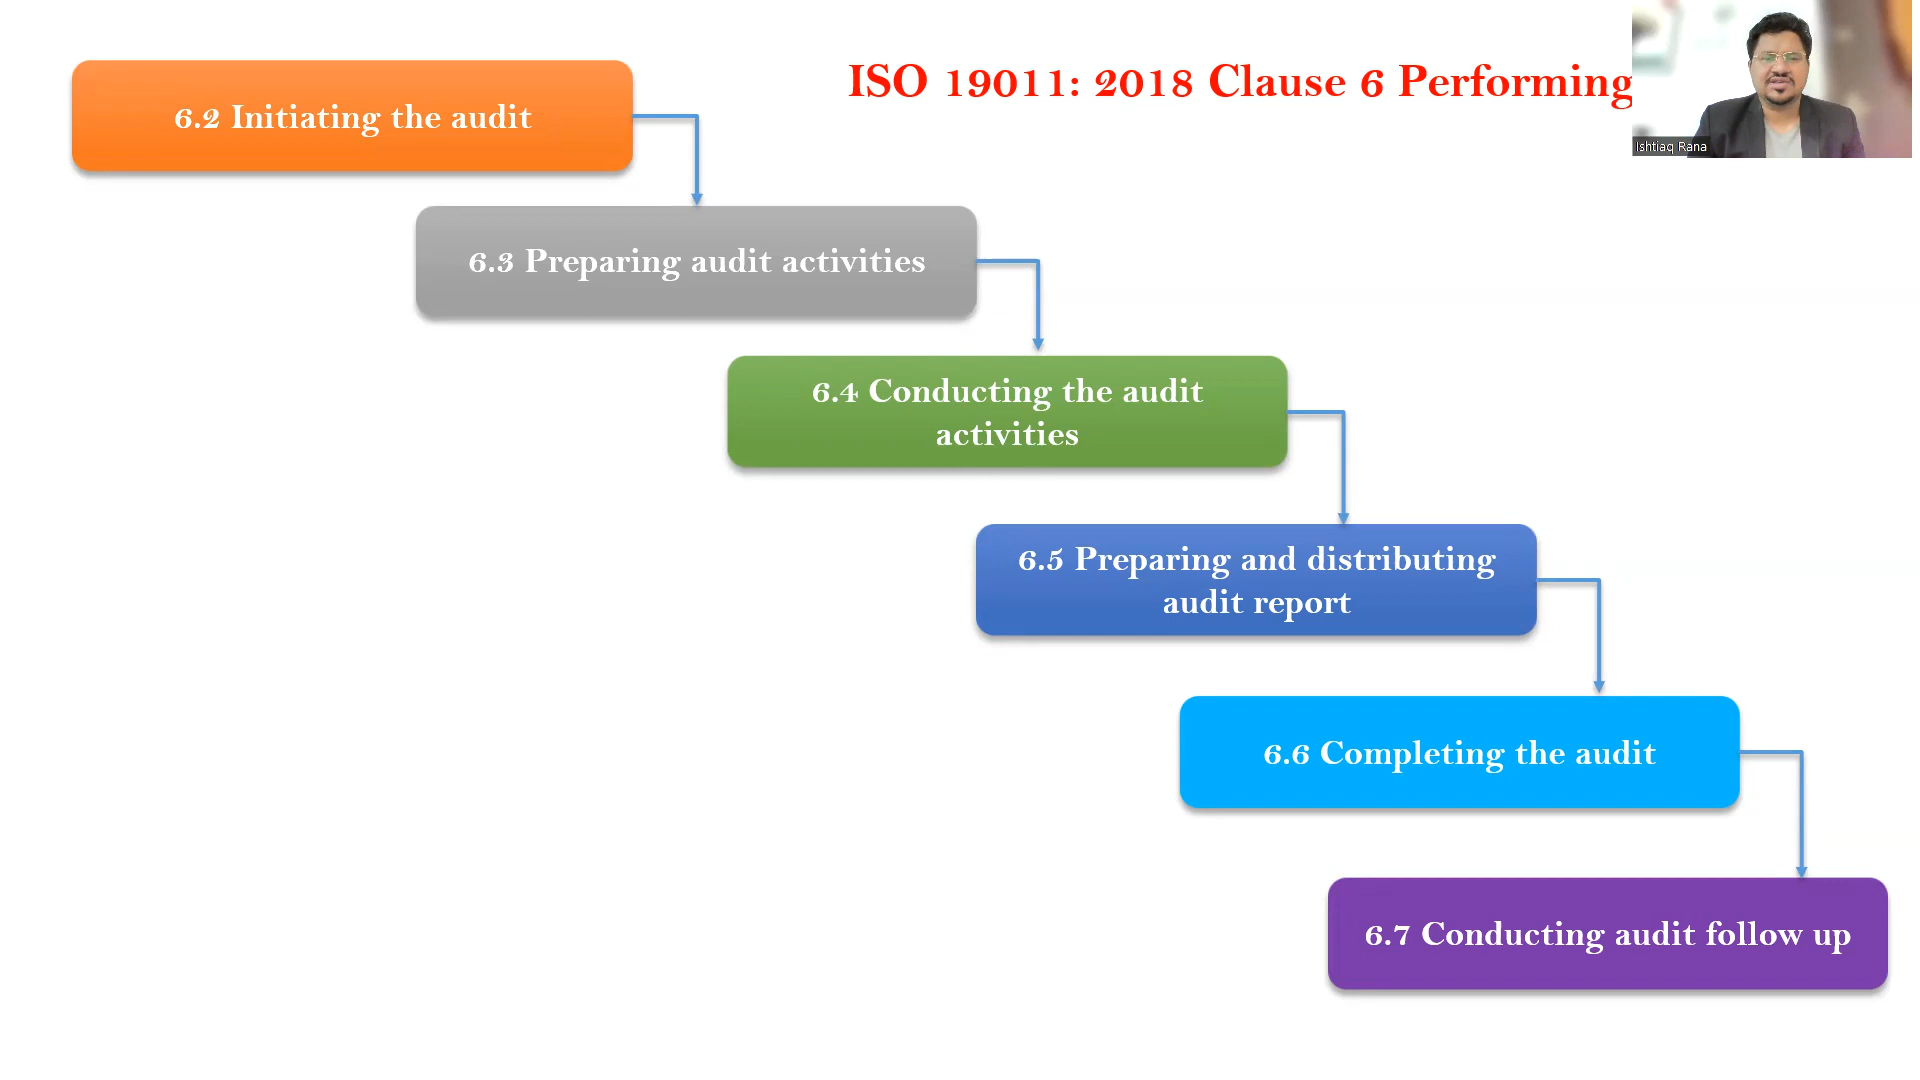 ISO 19011: 2018 Clause 6 Performing
Ishtiaq Rana
6.2 Initiating the audit
6.3 Preparing audit activities
6.4 Conducting the audit
activities
6.5 Preparing and distributing
audit report
6.6 Completing the audit
6.7 Conducting audit follow up